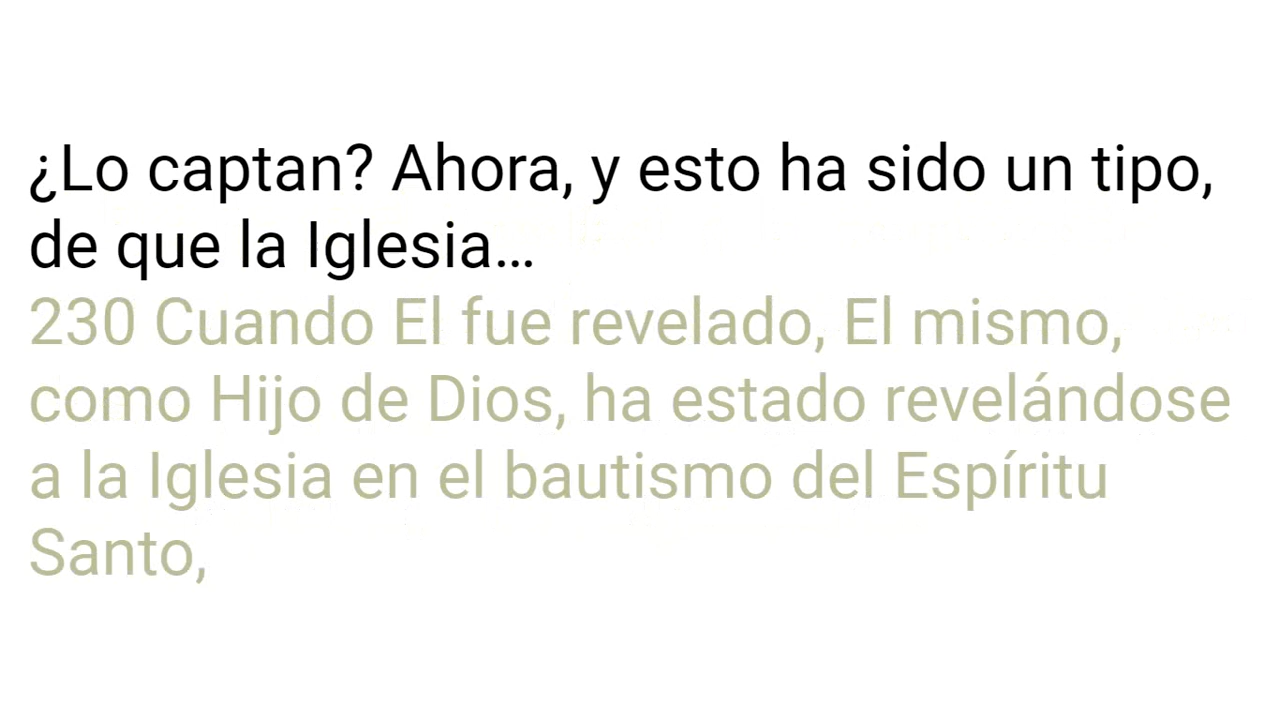 ¿Lo captan? Ahora, y esto ha sido un tipo,
de que la Iglesia...
230 Cuando El fue revelado, El mismo,
como Hijo de Dios, ha estado revelándose
a la Iglesia en el bautismo del Espíritu
Santo,